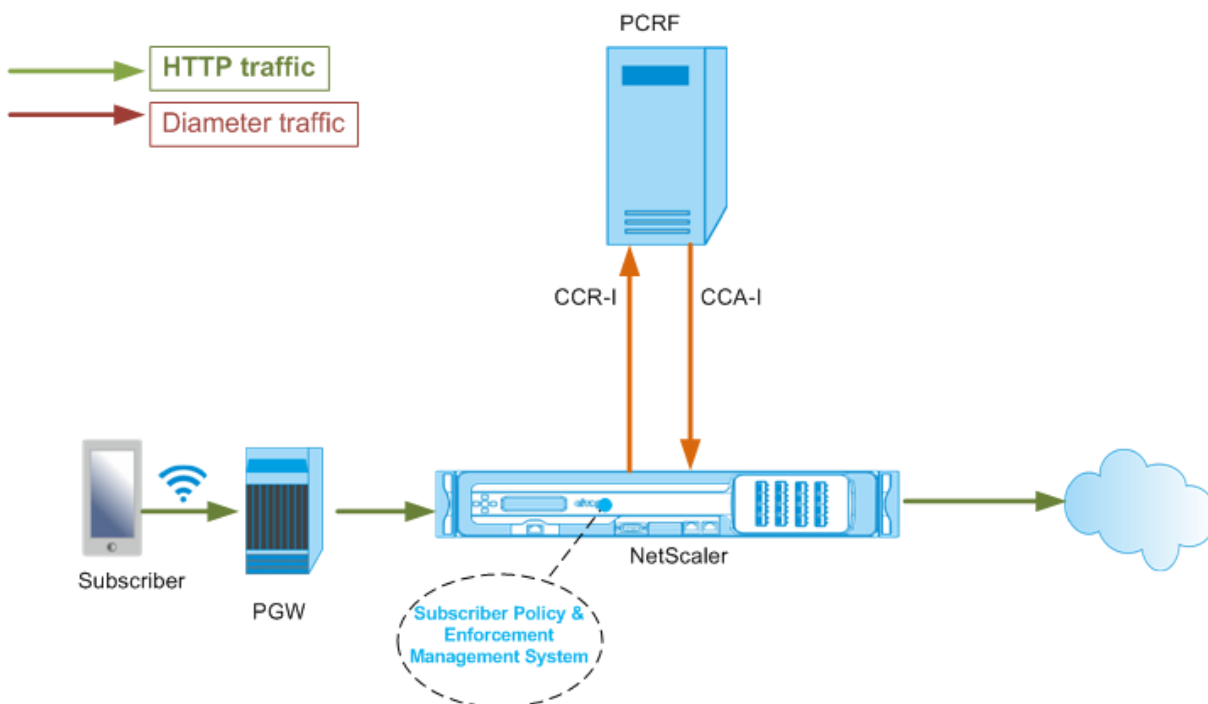 PCRF
HTTP traffic
Diameter traffic
CCR-I
CCA-I
Subscriber
PGW
NetScaler
Subscriber Policy &
Enforcement
Management System